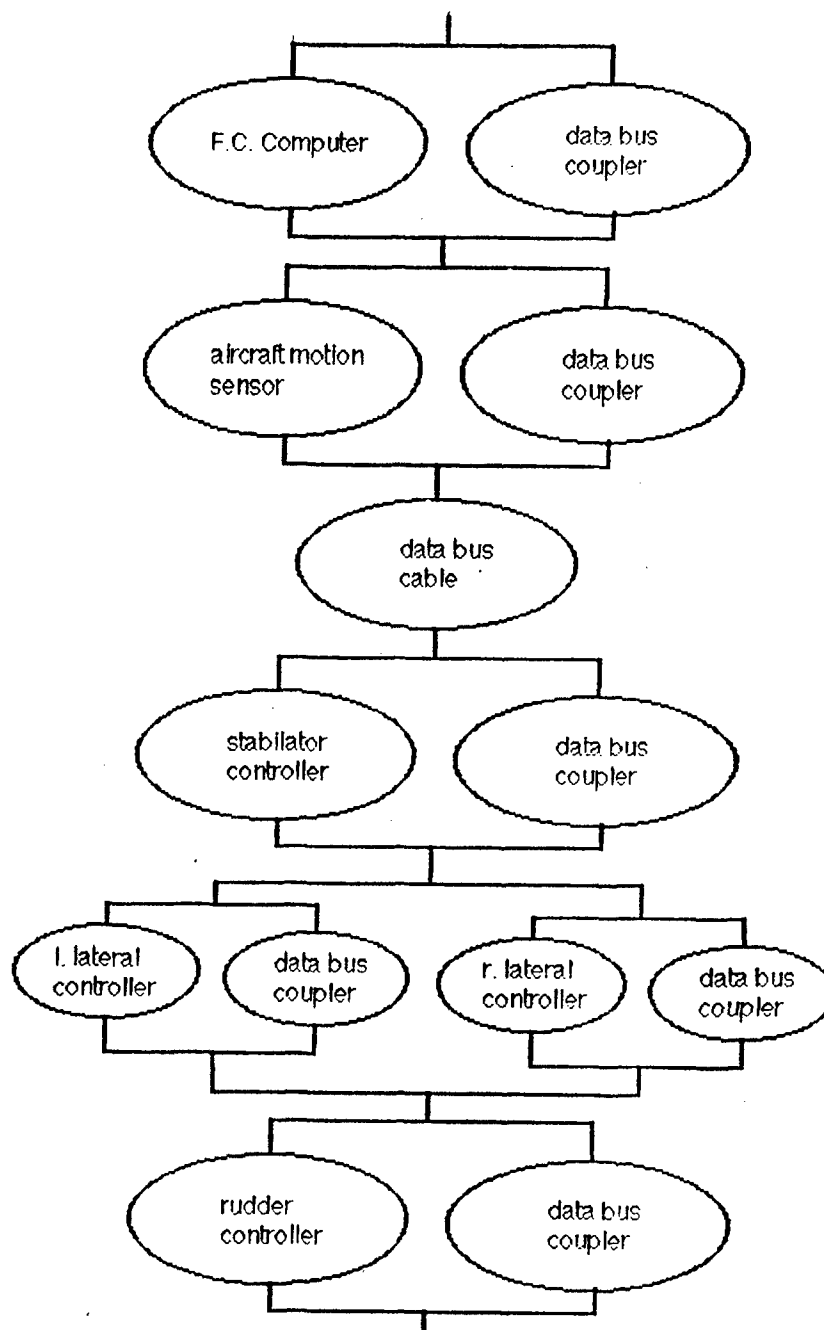 F.C. Computer
data bus
coupler
aircraft motion
sensor
data bus
coupler
data bus
cable
stabilator
controller
data bus
coupler
l. lateral
controller
data bus
coupler
r. lateral
controller
data bus
coupler
rudder
controller
data bus
coupler